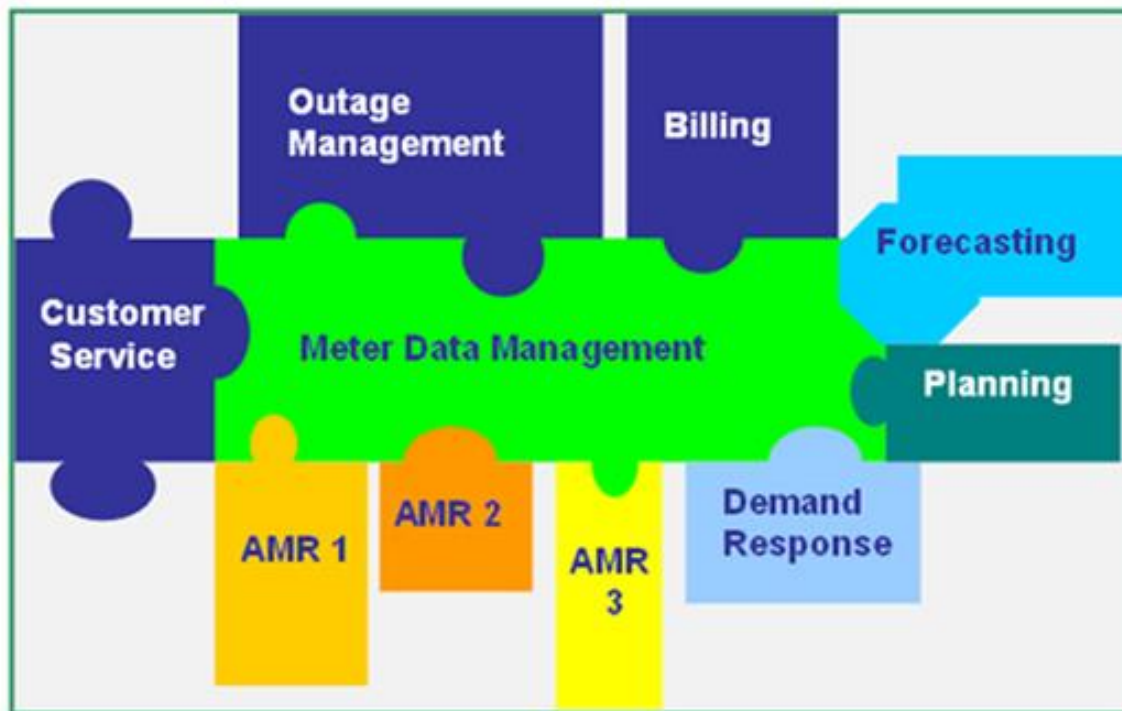 Outage
Management
Billing
Forecasting
Customer
Service
Meter Data Management
Planning
AMR 1
AMR 2
AMR
3
Demand
Response